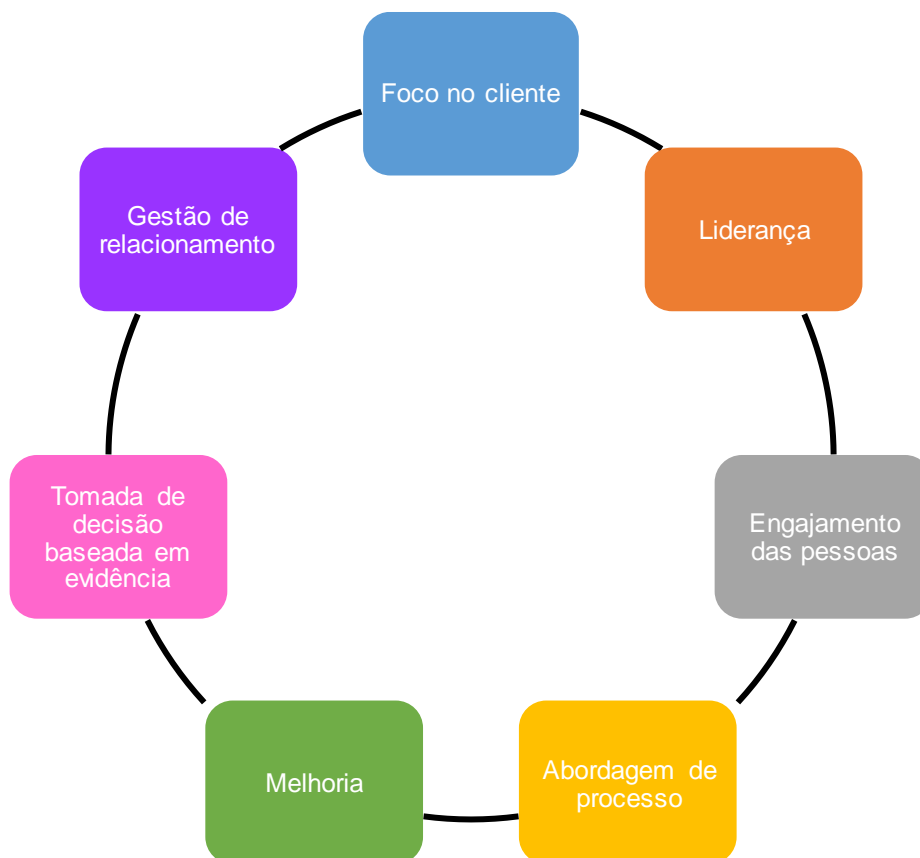 Foco no cliente
Liderança
Engajamento
das pessoas
Abordagem de
processo
Melhoria
Tomada de
decisão
baseada em
evidência
Gestão de
relacionamento